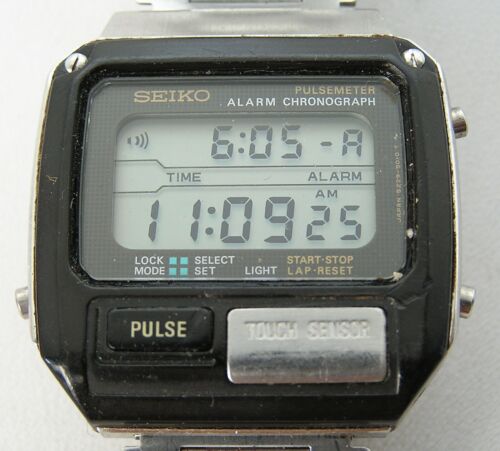 PULSEMETER
SEIKO ALARM CHRONOGRAPH
6:05 -A
TIME ALARM
AM
11:09 25
LOCK SELECT START·STOP
MODE SET LIGHT LAP·RESET
PULSE TOUCH SENSOR